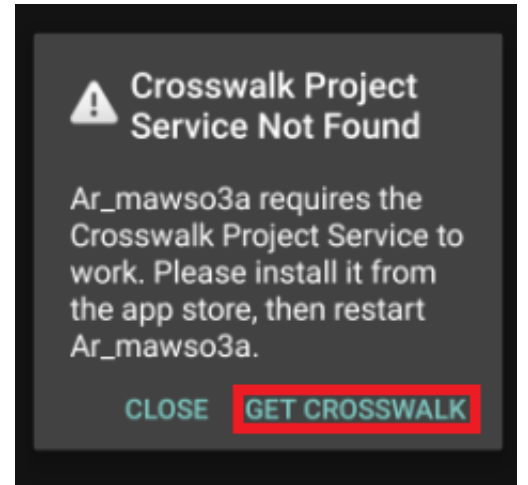 Crosswalk Project
Service Not Found
Ar_mawso3a requires the
Crosswalk Project Service to
work. Please install it from
the app store, then restart
Ar_mawso3a.
CLOSE GET CROSSWALK